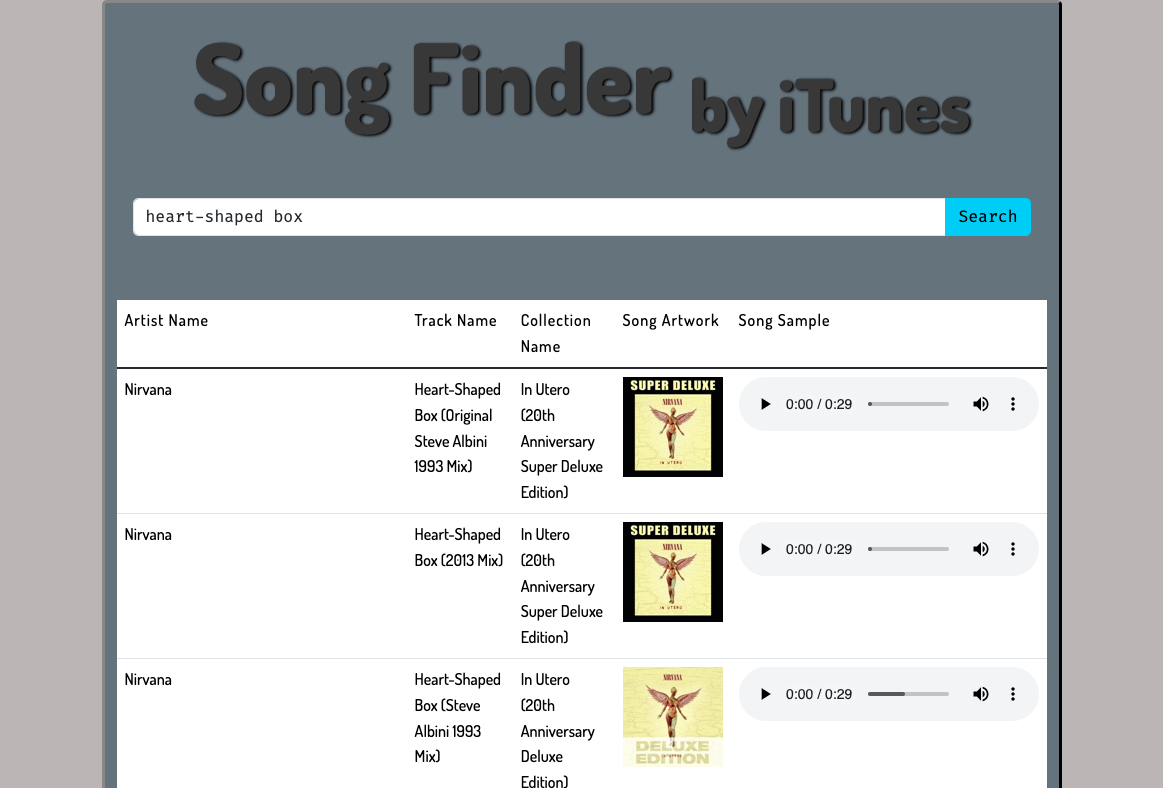 Song Finder by iTunes
heart-shaped box
Search
Artist Name
Track Name
Collection
Name
Song Artwork
Song Sample
Nirvana
Heart-Shaped
Box (Original
Steve Albini
1993 Mix)
In Utero
(20th
Anniversary
Super Deluxe
Edition)
SUPER DELUXE
NIRVANA
IN UTERO
0:00 / 0:29
Nirvana
Heart-Shaped
Box (2013 Mix)
In Utero
(20th
Anniversary
Super Deluxe
Edition)
SUPER DELUXE
NIRVANA
IN UTERO
0:00 / 0:29
Nirvana
Heart-Shaped
Box (Steve
Albini 1993
Mix)
In Utero
(20th
Anniversary
Deluxe
Edition)
NIRVANA
DELUXE
EDITION
0:00 / 0:29